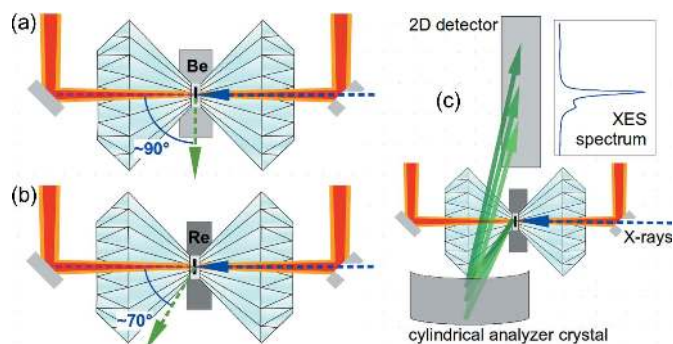 (a)
Be
~90°
(b)
Re
~70°
2D detector
(c)
XES
spectrum
X-rays
cylindrical analyzer crystal